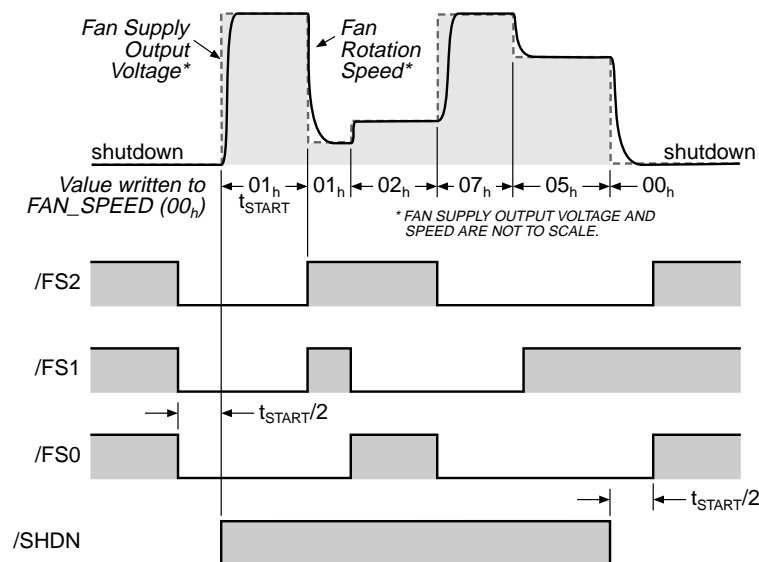 Fan Supply
Output
Voltage*
Fan
Rotation
Speed*
shutdown
shutdown
Value written to
FAN_SPEED (00h)
01h
01h
02h
07h
05h
00h
tSTART
* FAN SUPPLY OUTPUT VOLTAGE AND
SPEED ARE NOT TO SCALE.
/FS2
/FS1
tSTART/2
/FS0
tSTART/2
/SHDN